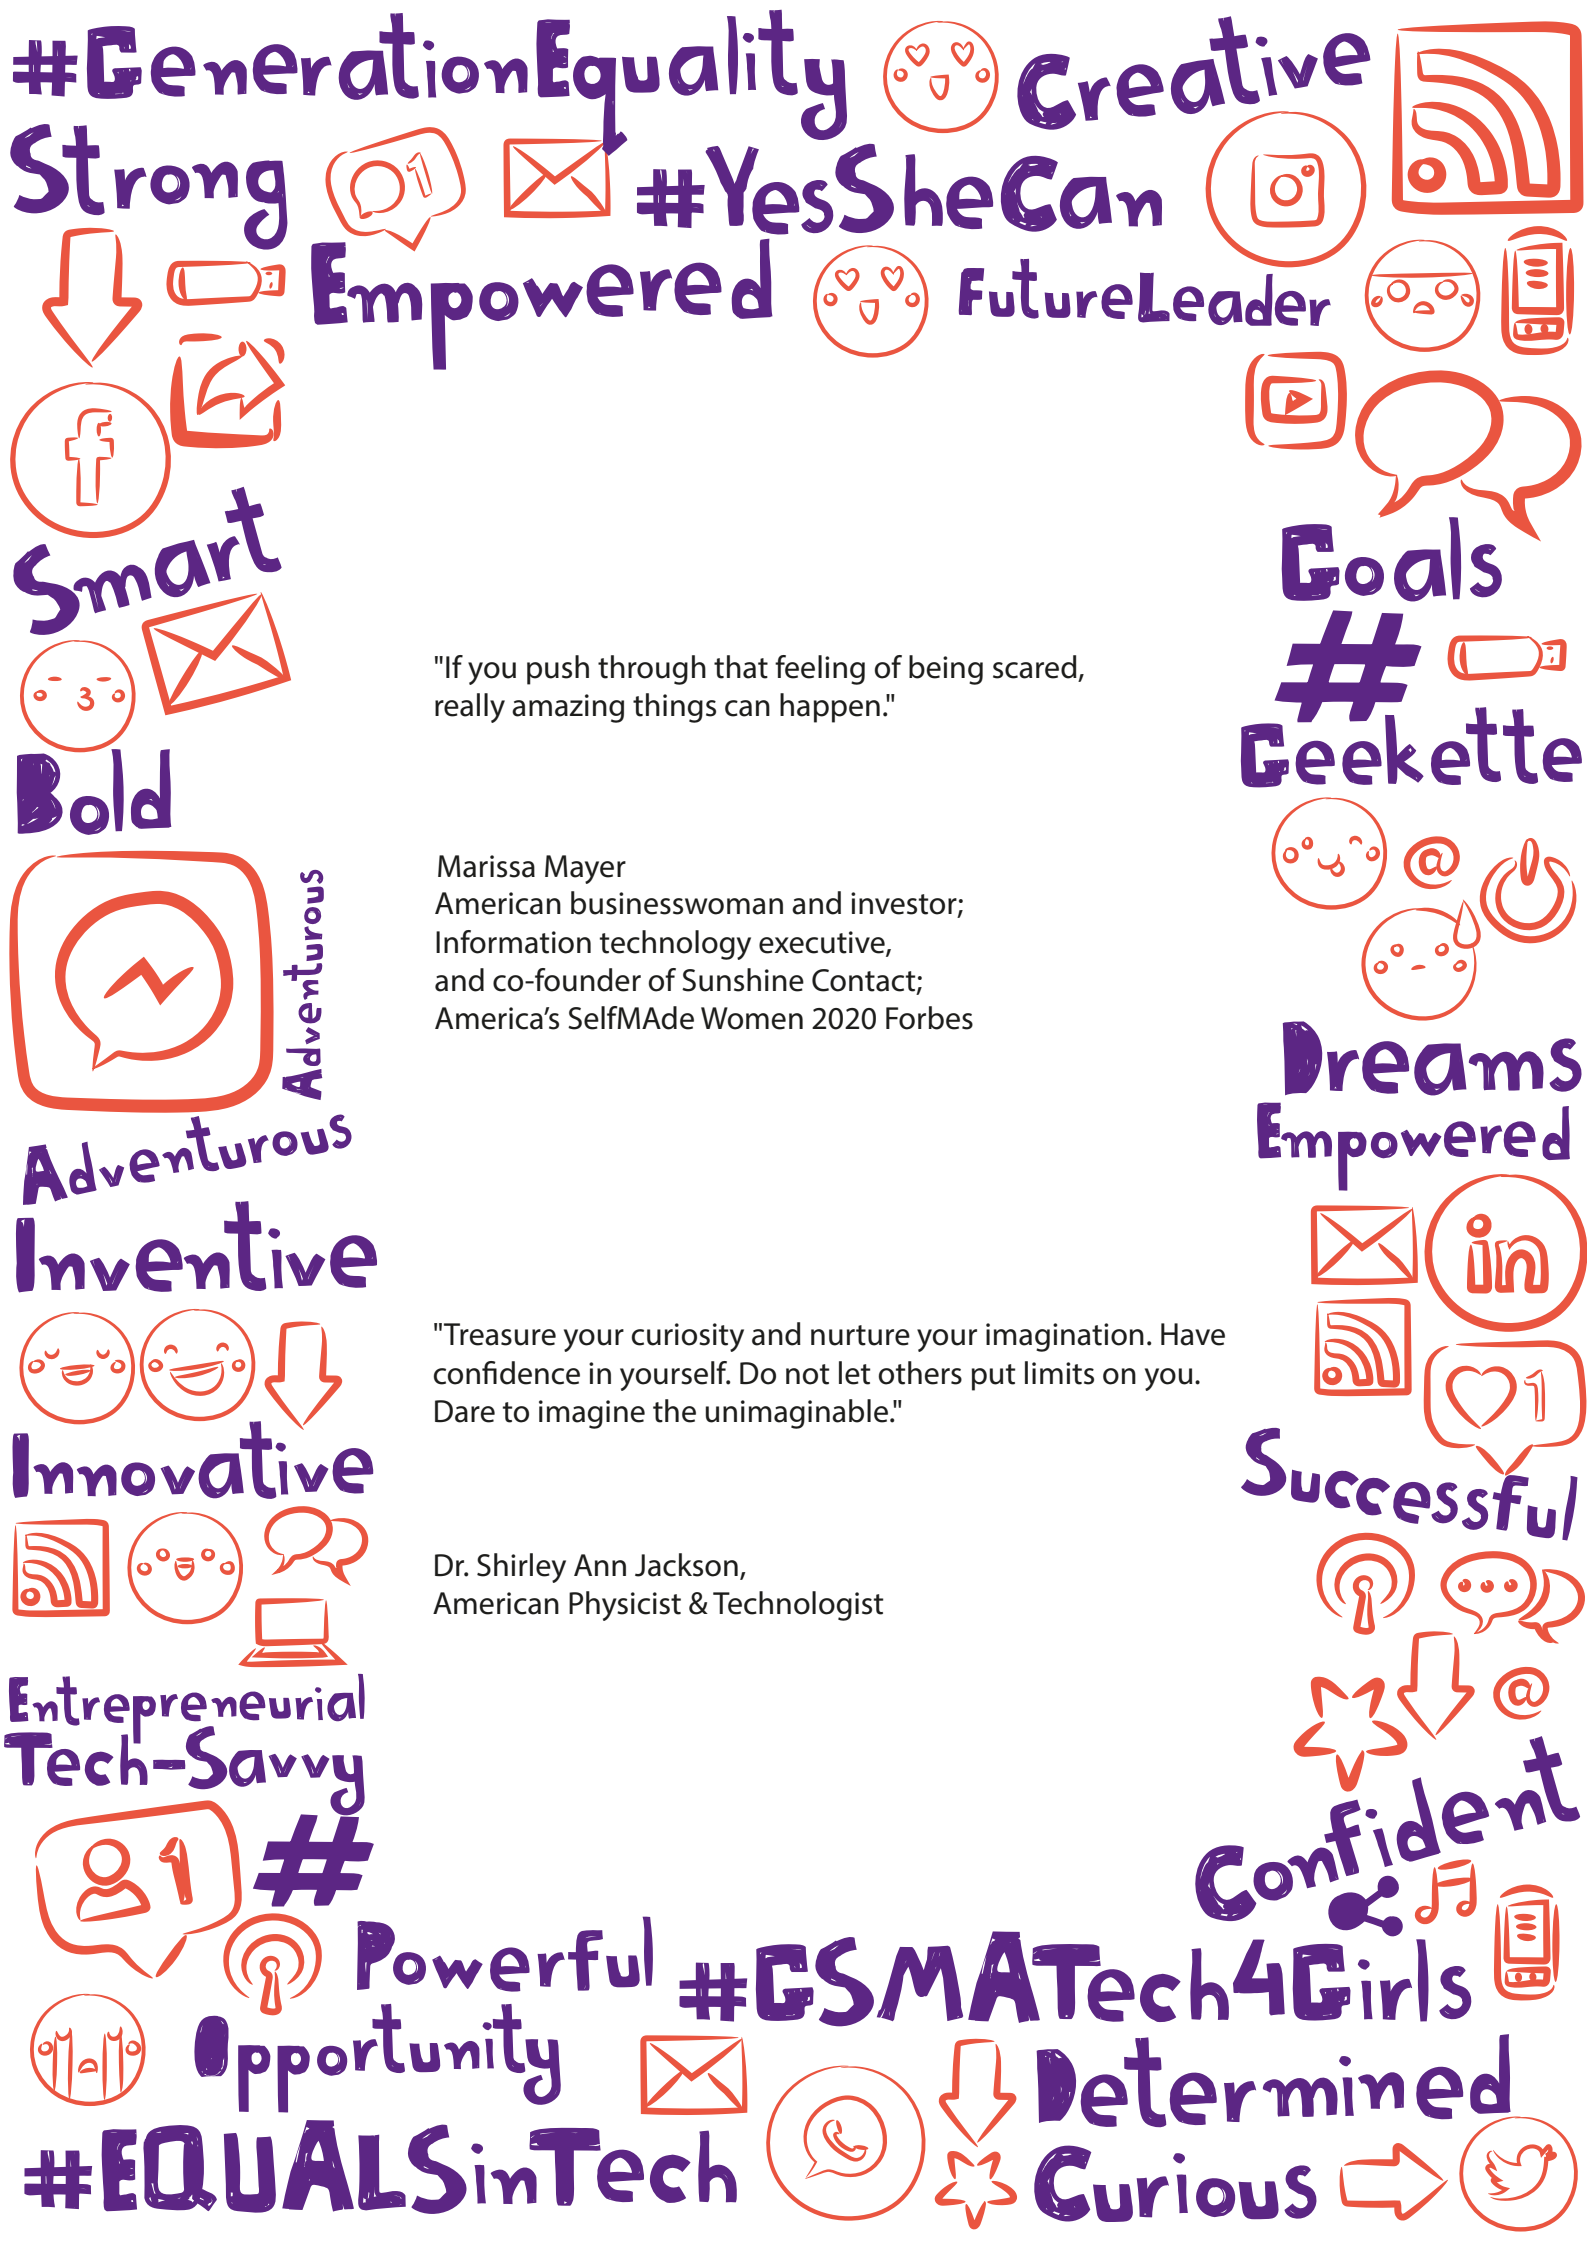 #GenerationEquality
Creative
Strong
1
#YesSheCan
Empowered
FutureLeader
f
Smart
Goals
#
Geekette
"If you push through that feeling of being scared,
really amazing things can happen."
Bold
@
Marissa Mayer
American businesswoman and investor;
Information technology executive,
and co-founder of Sunshine Contact;
America's SelfMAde Women 2020 Forbes
Adventurous
Dreams
Empowered
Adventurous
Inventive
in
1
"Treasure your curiosity and nurture your imagination. Have
confidence in yourself. Do not let others put limits on you.
Dare to imagine the unimaginable."
Innovative
Successful
Dr. Shirley Ann Jackson,
American Physicist & Technologist
Entrepreneurial
Tech-Savvy
@
Confident
1
#
Powerful
#GSMATech4Girls
Opportunity
Determined
#EQUALSinTech
Curious